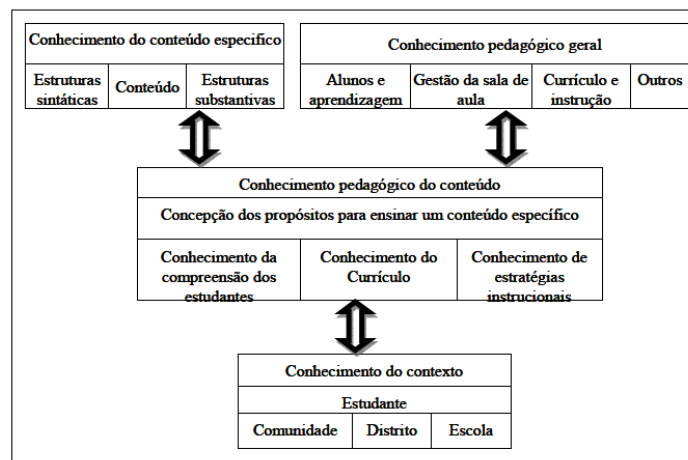 Conhecimento do conteúdo especifico
Estruturas
sintáticas
Conteúdo
Estruturas
substantivas
Conhecimento pedagógico geral
Alunos e
aprendizagem
Gestão da sala de
aula
Currículo e
instrução
Outros
Conhecimento pedagógico do conteúdo
Concepção dos propósitos para ensinar um conteúdo específico
Conhecimento da
compreensão dos
estudantes
Conhecimento do
Currículo
Conhecimento de
estratégias
instrucionais
Conhecimento do contexto
Estudante
Comunidade
Distrito
Escola